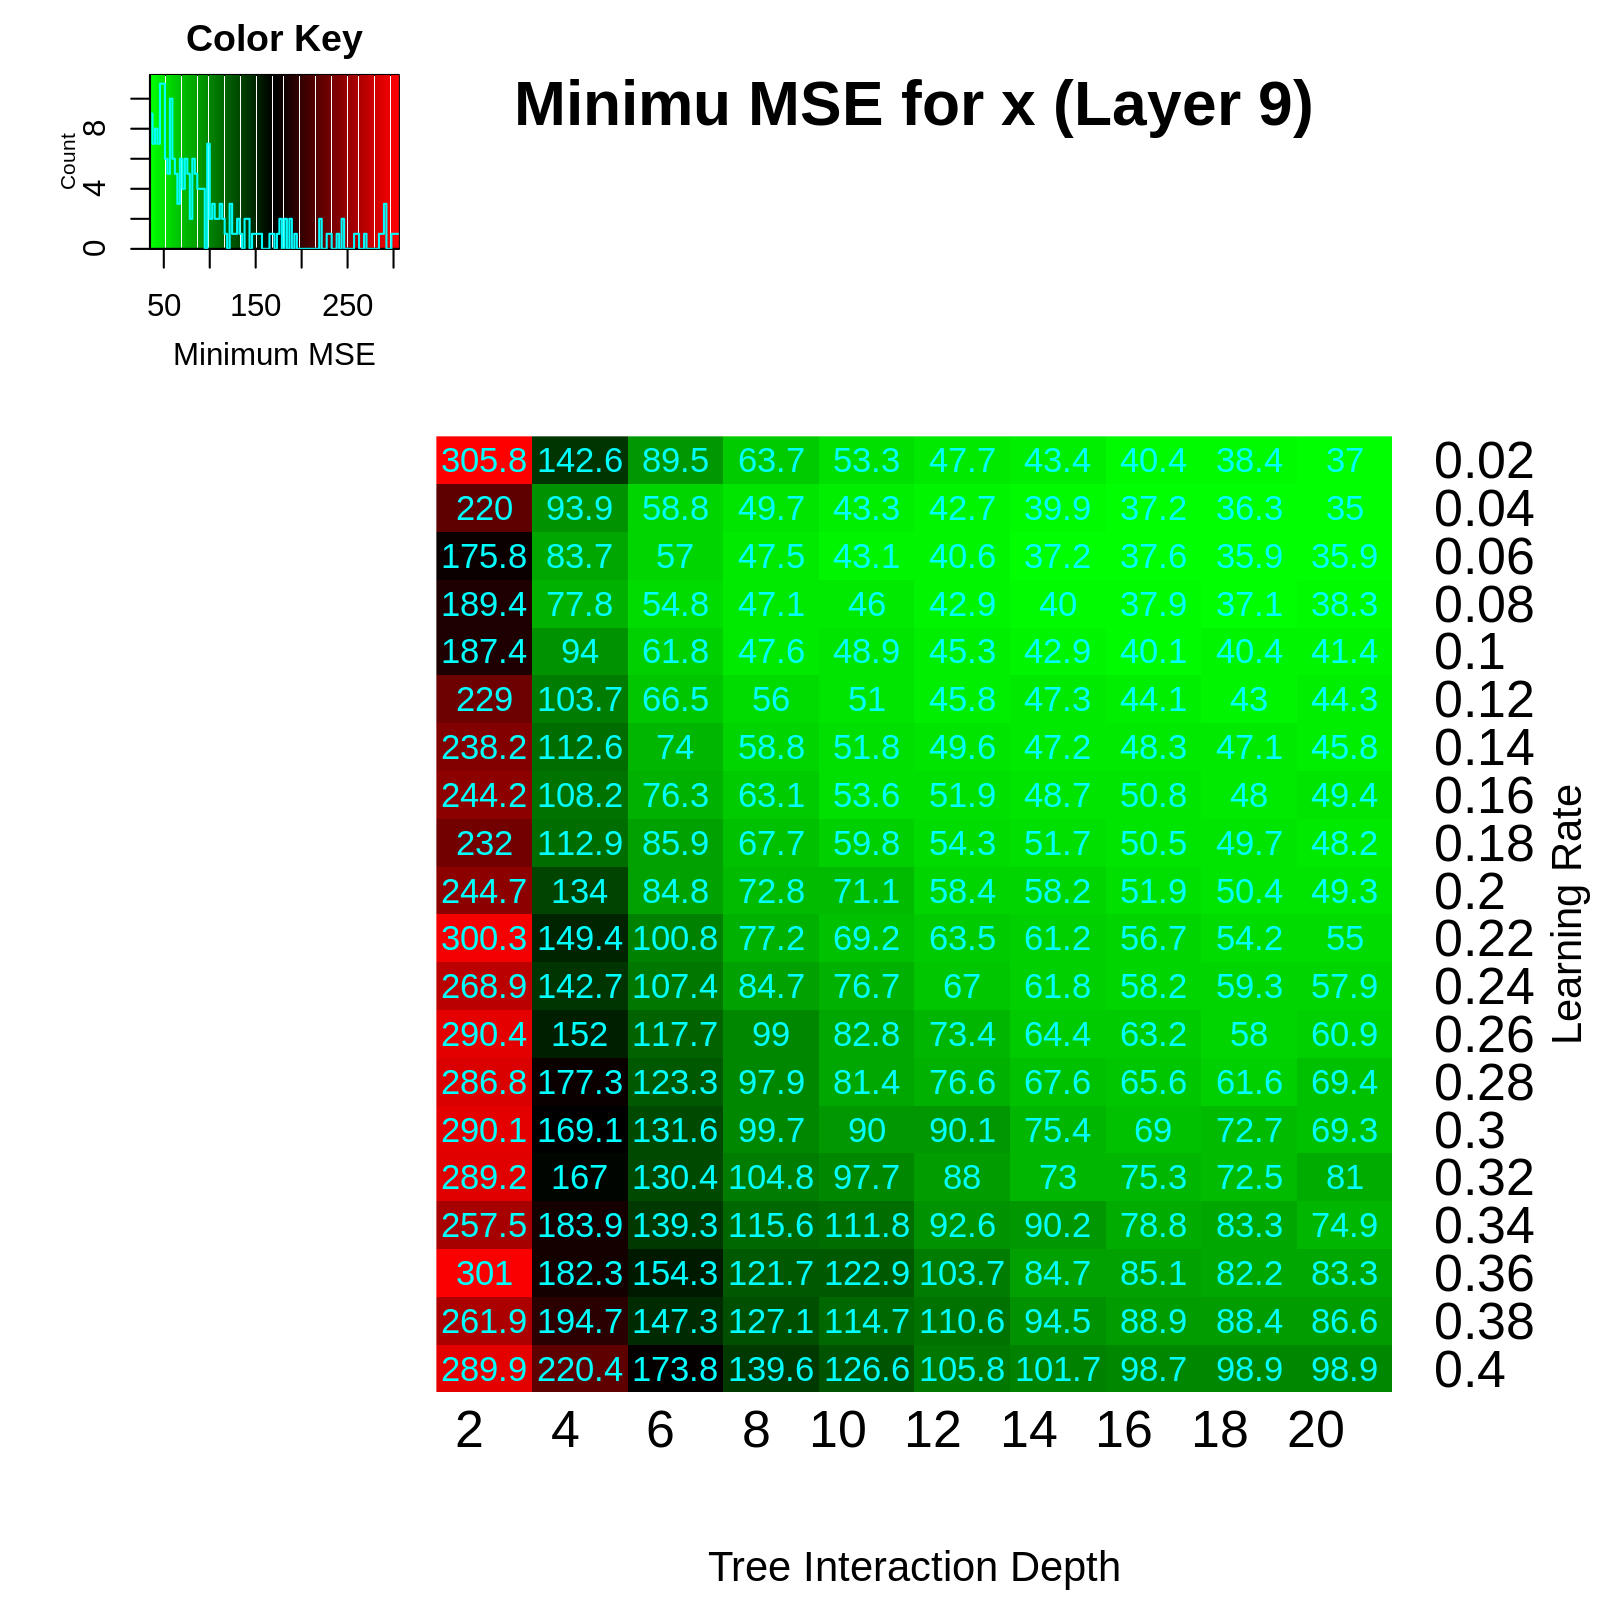 Color Key
Count
0 4 8
50 150 250
Minimum MSE
Minimu MSE for x (Layer 9)
305.8 142.6 89.5 63.7 53.3 47.7 43.4 40.4 38.4 37 0.02
220 93.9 58.8 49.7 43.3 42.7 39.9 37.2 36.3 35 0.04
175.8 83.7 57 47.5 43.1 40.6 37.2 37.6 35.9 35.9 0.06
189.4 77.8 54.8 47.1 46 42.9 40 37.9 37.1 38.3 0.08
187.4 94 61.8 47.6 48.9 45.3 42.9 40.1 40.4 41.4 0.1
229 103.7 66.5 56 51 45.8 47.3 44.1 43 44.3 0.12
238.2 112.6 74 58.8 51.8 49.6 47.2 48.3 47.1 45.8 0.14
244.2 108.2 76.3 63.1 53.6 51.9 48.7 50.8 48 49.4 0.16
232 112.9 85.9 67.7 59.8 54.3 51.7 50.5 49.7 48.2 0.18
244.7 134 84.8 72.8 71.1 58.4 58.2 51.9 50.4 49.3 0.2
300.3 149.4 100.8 77.2 69.2 63.5 61.2 56.7 54.2 55 0.22
268.9 142.7 107.4 84.7 76.7 67 61.8 58.2 59.3 57.9 0.24
290.4 152 117.7 99 82.8 73.4 64.4 63.2 58 60.9 0.26
286.8 177.3 123.3 97.9 81.4 76.6 67.6 65.6 61.6 69.4 0.28
290.1 169.1 131.6 99.7 90 90.1 75.4 69 72.7 69.3 0.3
289.2 167 130.4 104.8 97.7 88 73 75.3 72.5 81 0.32
257.5 183.9 139.3 115.6 111.8 92.6 90.2 78.8 83.3 74.9 0.34
301 182.3 154.3 121.7 122.9 103.7 84.7 85.1 82.2 83.3 0.36
261.9 194.7 147.3 127.1 114.7 110.6 94.5 88.9 88.4 86.6 0.38
289.9 220.4 173.8 139.6 126.6 105.8 101.7 98.7 98.9 98.9 0.4
2 4 6 8 10 12 14 16 18 20
Learning Rate
Tree Interaction Depth